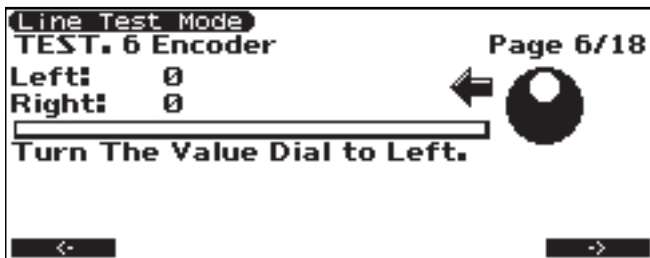 Line Test Mode
TEST. 6 Encoder Page 6/18
Left: 0
Right: 0
Turn The Value Dial to Left.
<- ->